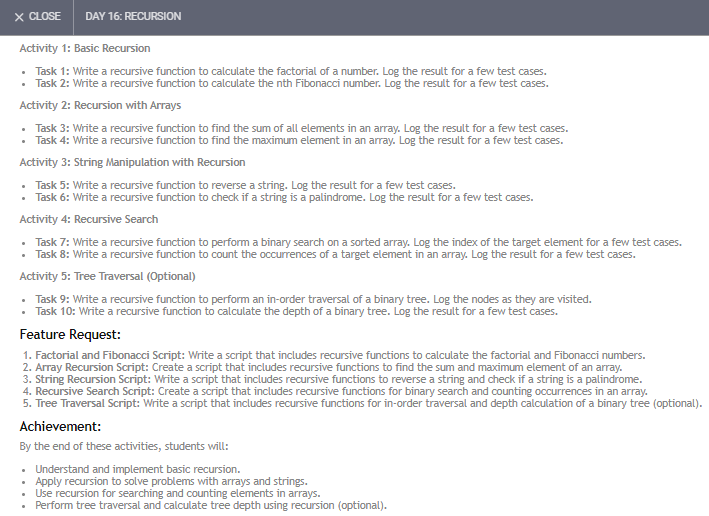 × CLOSE
DAY 16: RECURSION
Activity 1: Basic Recursion
• Task 1: Write a recursive function to calculate the factorial of a number. Log the result for a few test cases.
• Task 2: Write a recursive function to calculate the nth Fibonacci number. Log the result for a few test cases.
Activity 2: Recursion with Arrays
• Task 3: Write a recursive function to find the sum of all elements in an array. Log the result for a few test cases.
• Task 4: Write a recursive function to find the maximum element in an array. Log the result for a few test cases.
Activity 3: String Manipulation with Recursion
• Task 5: Write a recursive function to reverse a string. Log the result for a few test cases.
• Task 6: Write a recursive function to check if a string is a palindrome. Log the result for a few test cases.
Activity 4: Recursive Search
• Task 7: Write a recursive function to perform a binary search on a sorted array. Log the index of the target element for a few test cases.
• Task 8: Write a recursive function to count the occurrences of a target element in an array. Log the result for a few test cases.
Activity 5: Tree Traversal (Optional)
• Task 9: Write a recursive function to perform an in-order traversal of a binary tree. Log the nodes as they are visited.
• Task 10: Write a recursive function to calculate the depth of a binary tree. Log the result for a few test cases.
Feature Request:
1. Factorial and Fibonacci Script: Write a script that includes recursive functions to calculate the factorial and Fibonacci numbers.
2. Array Recursion Script: Create a script that includes recursive functions to find the sum and maximum element of an array.
3. String Recursion Script: Write a script that includes recursive functions to reverse a string and check if a string is a palindrome.
4. Recursive Search Script: Create a script that includes recursive functions for binary search and counting occurrences in an array.
5. Tree Traversal Script: Write a script that includes recursive functions for in-order traversal and depth calculation of a binary tree (optional).
Achievement:
By the end of these activities, students will:
• Understand and implement basic recursion.
• Apply recursion to solve problems with arrays and strings.
• Use recursion for searching and counting elements in arrays.
• Perform tree traversal and calculate tree depth using recursion (optional).